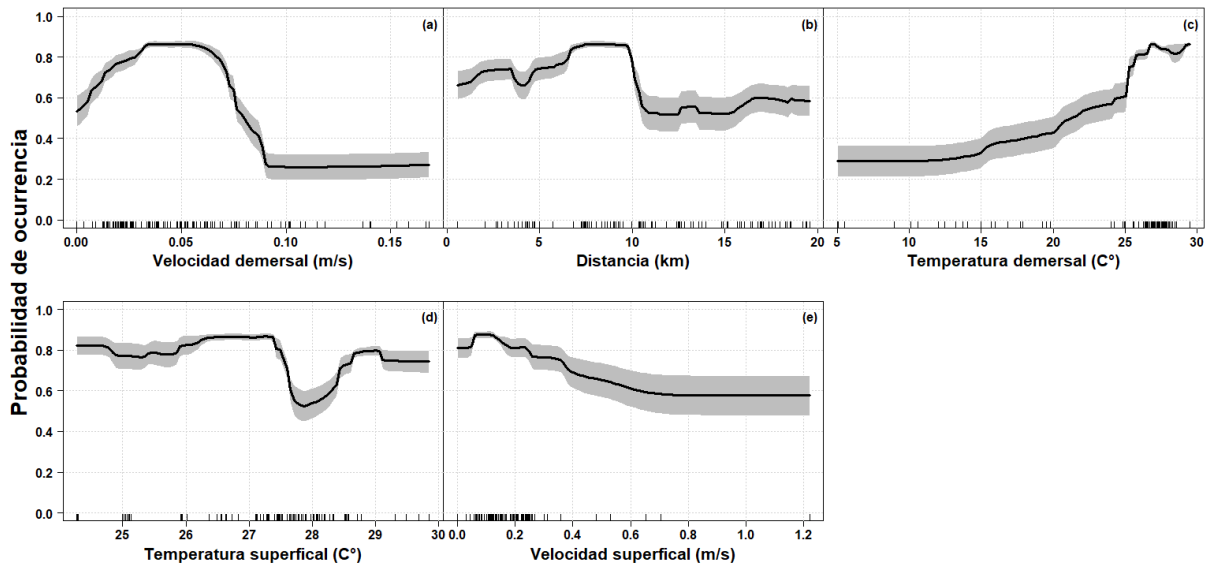 Probabilidad de ocurrencia
1.0
0.8
0.6
0.4
0.2
0.0
(a)
0.00 0.05 0.10 0.15
Velocidad demersal (m/s)
(b)
0 5 10 15 20
Distancia (km)
(c)
5 10 15 20 25 30
Temperatura demersal (C°)
1.0
0.8
0.6
0.4
0.2
0.0
(d)
25 26 27 28 29 30
Temperatura superfical (C°)
(e)
0.0 0.2 0.4 0.6 0.8 1.0 1.2
Velocidad superfical (m/s)